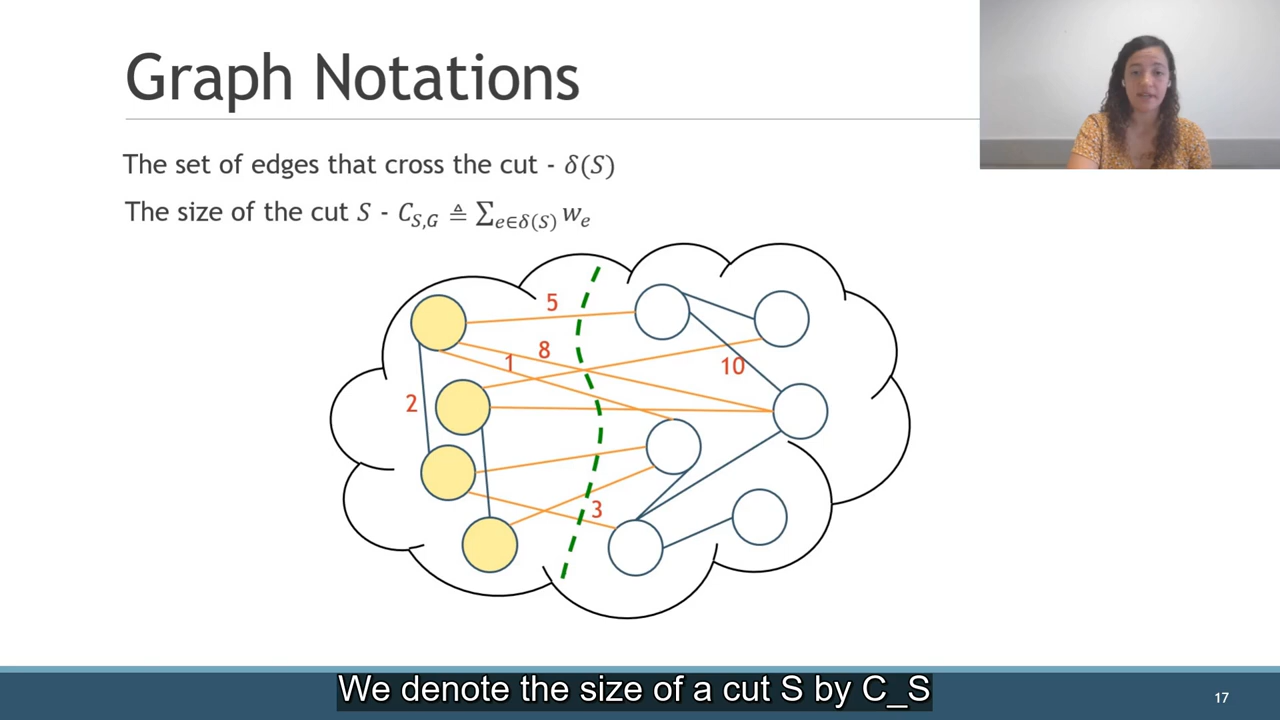 Graph Notations
The set of edges that cross the cut - δ(S)
The size of the cut S - C_{S,G} ≜ ∑_{e∈δ(S)} w_e
5
8
1
10
2
3
We denote the size of a cut S by C_S
17